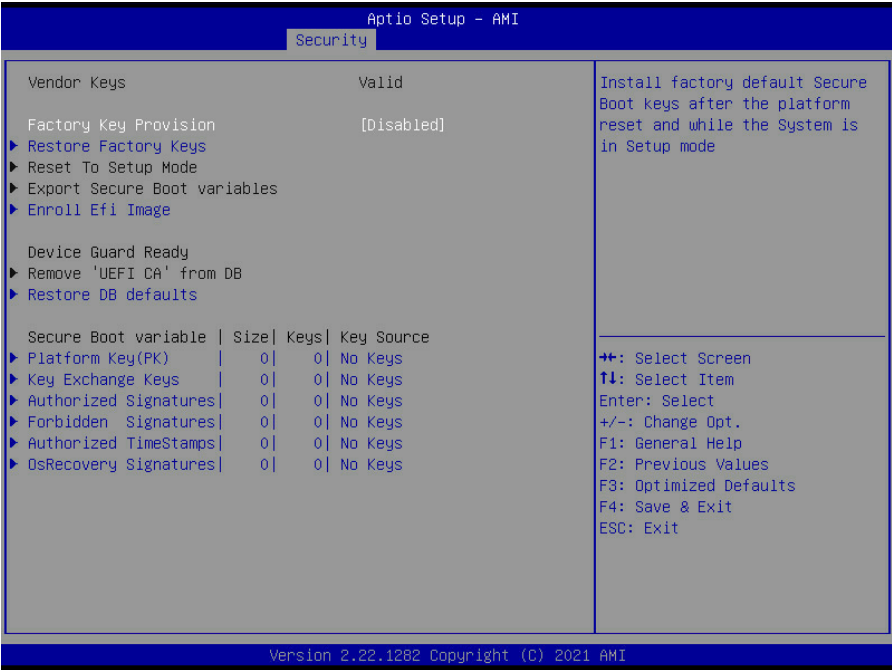 Aptio Setup – AMI
Security
Vendor Keys Valid
Factory Key Provision [Disabled]
Restore Factory Keys
Reset To Setup Mode
Export Secure Boot variables
Enroll Efi Image
Device Guard Ready
Remove 'UEFI CA' from DB
Restore DB defaults
Secure Boot variable | Size| Keys| Key Source
Platform Key(PK) | 0| 0| No Keys
Key Exchange Keys | 0| 0| No Keys
Authorized Signatures| 0| 0| No Keys
Forbidden Signatures| 0| 0| No Keys
Authorized TimeStamps| 0| 0| No Keys
OsRecovery Signatures| 0| 0| No Keys
Install factory default Secure
Boot keys after the platform
reset and while the System is
in Setup mode
→←: Select Screen
↑↓: Select Item
Enter: Select
+/-: Change Opt.
F1: General Help
F2: Previous Values
F3: Optimized Defaults
F4: Save & Exit
ESC: Exit
Version 2.22.1282 Copyright (C) 2021 AMI